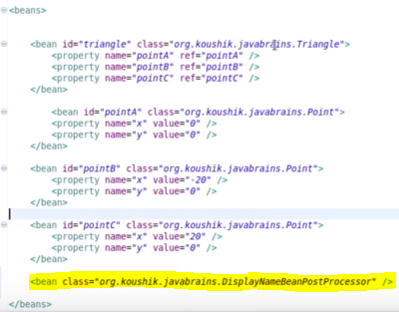 <beans>
<bean id="triangle" class="org.koushik.javabrains.Triangle">
<property name="pointA" ref="pointA" />
<property name="pointB" ref="pointB" />
<property name="pointC" ref="pointC" />
</bean>
<bean id="pointA" class="org.koushik.javabrains.Point">
<property name="x" value="0" />
<property name="y" value="0" />
</bean>
<bean id="pointB" class="org.koushik.javabrains.Point">
<property name="x" value="-20" />
<property name="y" value="0" />
</bean>
<bean id="pointC" class="org.koushik.javabrains.Point">
<property name="x" value="20" />
<property name="y" value="0" />
</bean>
<bean class="org.koushik.javabrains.DisplayNameBeanPostProcessor" />
</beans>